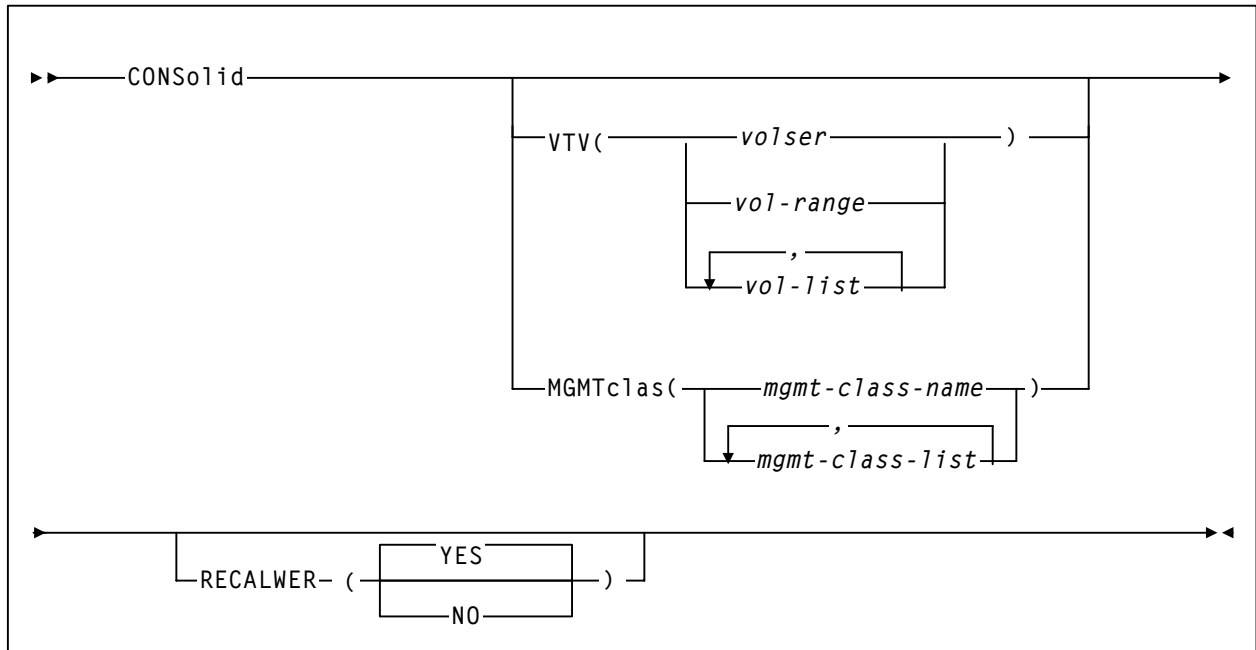 CONSolid
VTV( volser )
vol-range
,
vol-list
MGMTclas( mgmt-class-name )
,
mgmt-class-list
YES
RECALWER ( )
NO